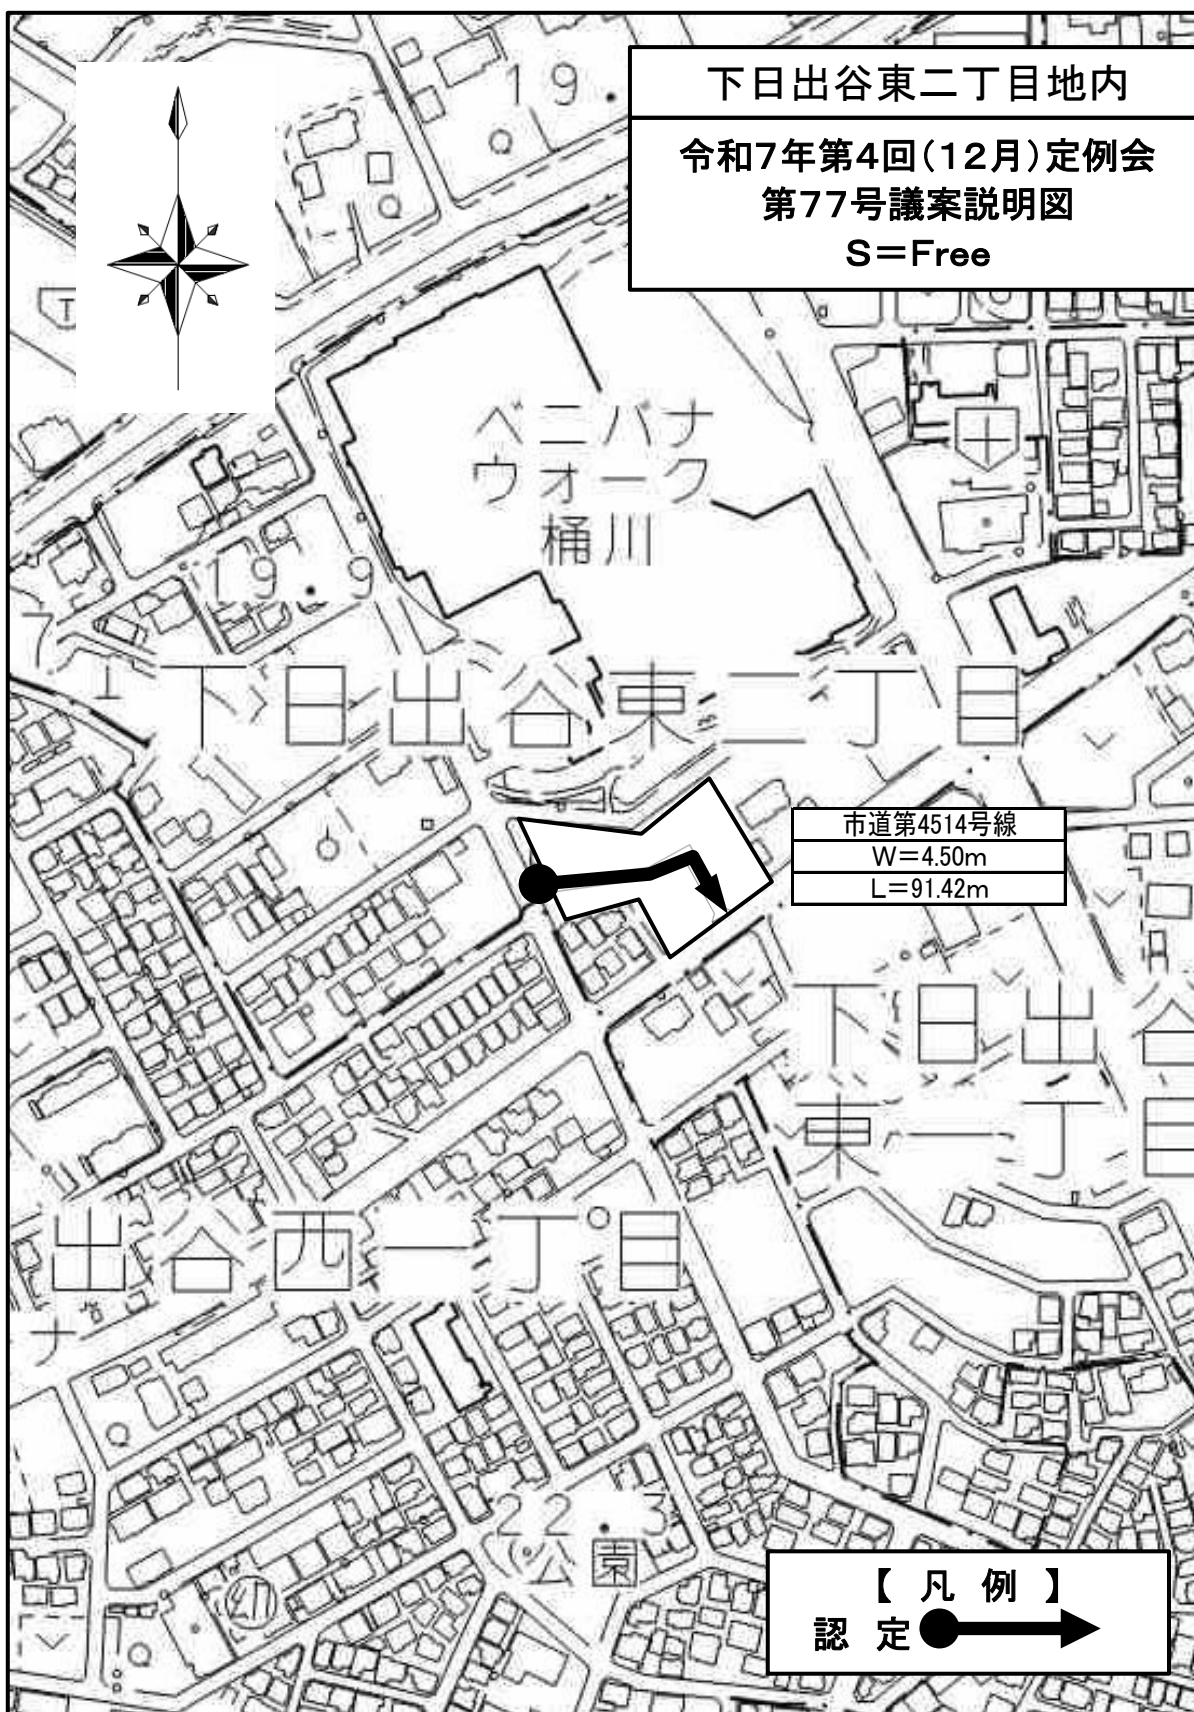 下日出谷東二丁目地内
令和7年第4回(12月)定例会
第77号議案説明図
S=Free
19.
ベニバナ
ウォーク
桶川
19.9
7
下日出谷東二丁目
市道第4514号線
W=4.50m
L=91.42m
下日出谷
東一丁目
出谷西一丁目
ナ
22.3
公園
幼
【凡例】
認定